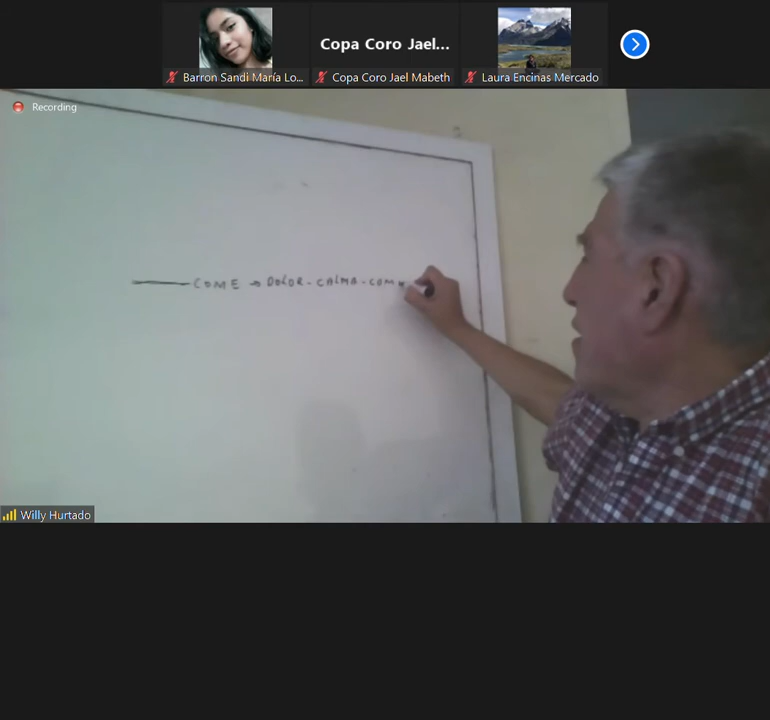 Copa Coro Jael...
Barron Sandi María Lo...
Copa Coro Jael Mabeth
Laura Encinas Mercado
Recording
COME → DOLOR - CALMA - COM
Willy Hurtado